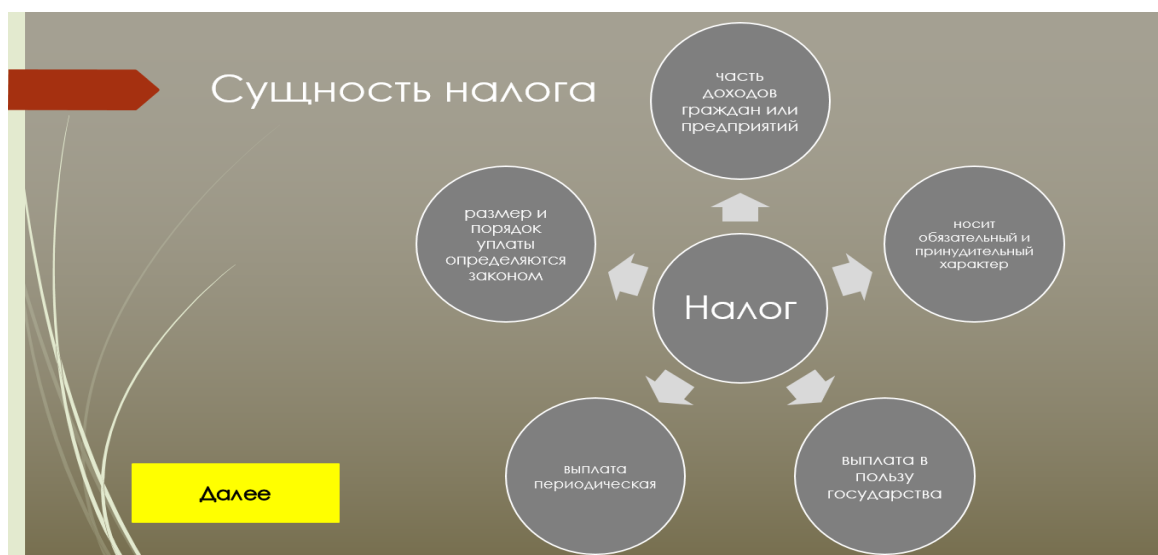 Сущность налога
часть
доходов
граждан или
предприятий
носит
обязательный и
принудительный
характер
выплата в
пользу
государства
выплата
периодическая
размер и
порядок
уплаты
определяются
законом
Налог
Далее